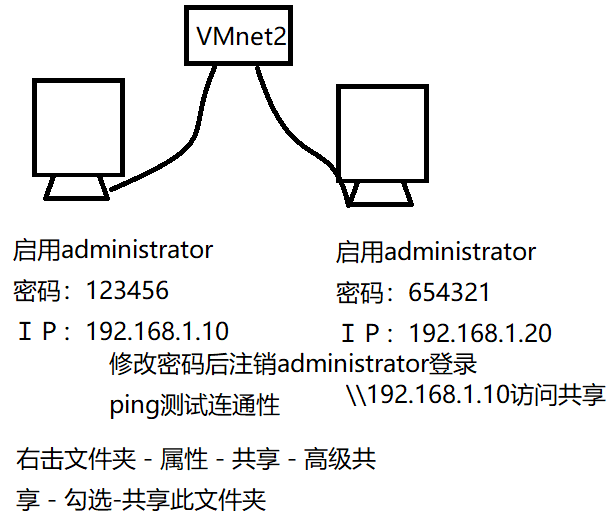 VMnet2
启用administrator
密码：123456
ＩＰ：192.168.1.10
启用administrator
密码：654321
ＩＰ：192.168.1.20
修改密码后注销administrator登录
ping测试连通性
\\192.168.1.10访问共享
右击文件夹－属性－共享－高级共
享－勾选-共享此文件夹